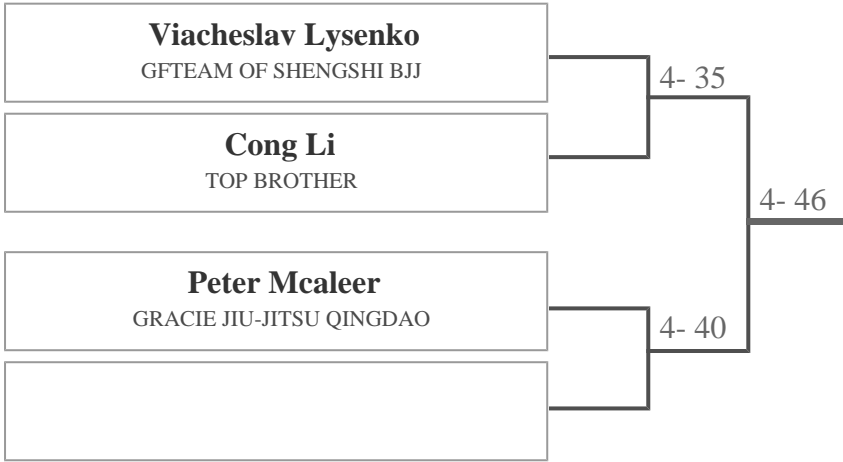 Viacheslav Lysenko
GFTEAM OF SHENGSHI BJJ
4- 35
Cong Li
TOP BROTHER
4- 46
Peter Mcaleer
GRACIE JIU-JITSU QINGDAO
4- 40